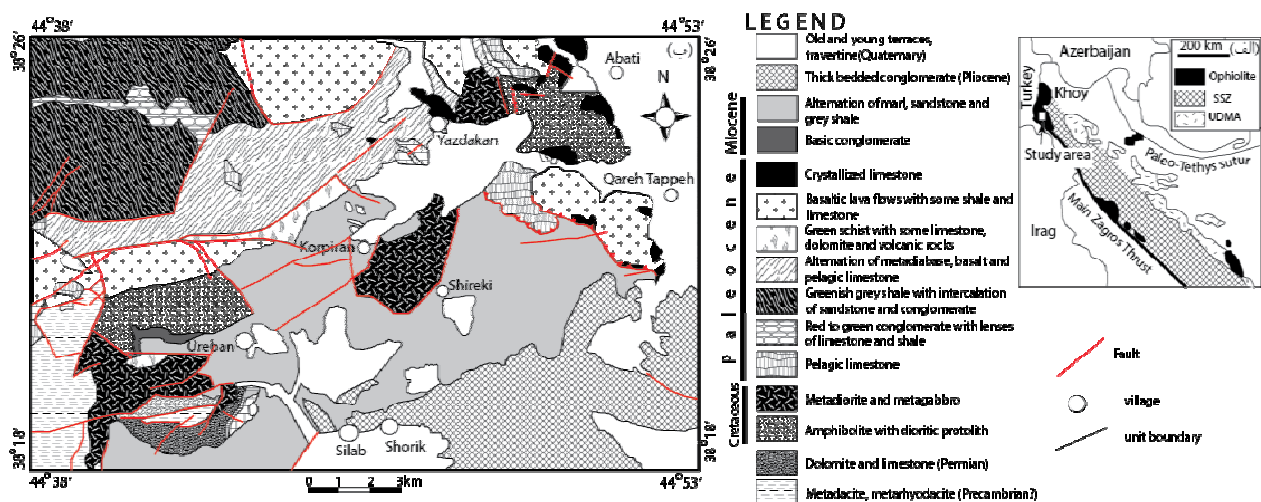 44°38′
44°53′
38°26′
38°26′
(ب)
Abati
N
Yazdakan
Qareh Tappeh
Korpiran
Shireki
Ureban
Silab
Shorik
38°18′
38°18′
44°38′
44°53′
0 1 2 3km
LEGEND
Old and young terraces,
travertine(Quaternary)
Thick bedded conglomerate (Pliocene)
Miocene
Alternation of marl, sandstone and
grey shale
Basic conglomerate
Paleocene
Crystallized limestone
Basaltic lava flows with some shale and
limestone
Green schist with some limestone,
dolomite and volcanic rocks
Alternation of metadiabase, basalt and
pelagic limestone
Greenish grey shale with intercalation
of sandstone and conglomerate
Red to green conglomerate with lenses
of limestone and shale
Pelagic limestone
Cretaceous
Metadiorite and metagabbro
Amphibolite with dioritic protolith
Dolomite and limestone (Permian)
Metadacite, metarhyodacite (Precambrian?)
Azerbaijan
200 km
(الف)
Ophiolite
SSZ
UDMA
Turkey
Khoy
Study area
Paleo-Tethys sutur
Main Zagros Thrust
Irag
Fault
village
unit boundary